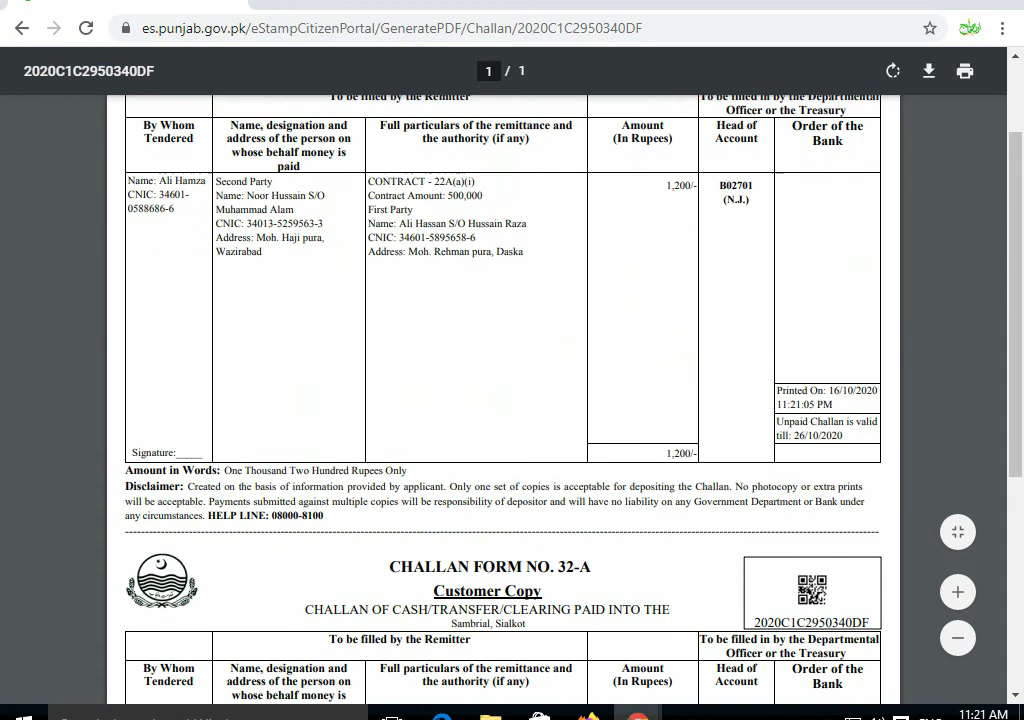 es.punjab.gov.pk/eStampCitizenPortal/GeneratePDF/Challan/2020C1C2950340DF
2020C1C2950340DF
1 / 1
To be filled by the Remitter
To be filled in by the Departmental
Officer or the Treasury
By Whom
Tendered
Name, designation and
address of the person on
whose behalf money is
paid
Full particulars of the remittance and
the authority (if any)
Amount
(In Rupees)
Head of
Account
Order of the
Bank
Name: Ali Hamza
CNIC: 34601-
0588686-6
Second Party
Name: Noor Hussain S/O
Muhammad Alam
CNIC: 34013-5259563-3
Address: Moh. Haji pura,
Wazirabad
CONTRACT - 22A(a)(i)
Contract Amount: 500,000
First Party
Name: Ali Hassan S/O Hussain Raza
CNIC: 34601-5895658-6
Address: Moh. Rehman pura, Daska
1,200/-
B02701
(N.J.)
Printed On: 16/10/2020
11:21:05 PM
Unpaid Challan is valid
till: 26/10/2020
Signature:_____
1,200/-
Amount in Words: One Thousand Two Hundred Rupees Only
Disclaimer: Created on the basis of information provided by applicant. Only one set of copies is acceptable for depositing the Challan. No photocopy or extra prints
will be acceptable. Payments submitted against multiple copies will be responsibility of depositor and will have no liability on any Government Department or Bank under
any circumstances. HELP LINE: 08000-8100
CHALLAN FORM NO. 32-A
Customer Copy
CHALLAN OF CASH/TRANSFER/CLEARING PAID INTO THE
Sambrial, Sialkot
2020C1C2950340DF
To be filled by the Remitter
To be filled in by the Departmental
Officer or the Treasury
By Whom
Tendered
Name, designation and
address of the person on
whose behalf money is
Full particulars of the remittance and
the authority (if any)
Amount
(In Rupees)
Head of
Account
Order of the
Bank
11:21 AM